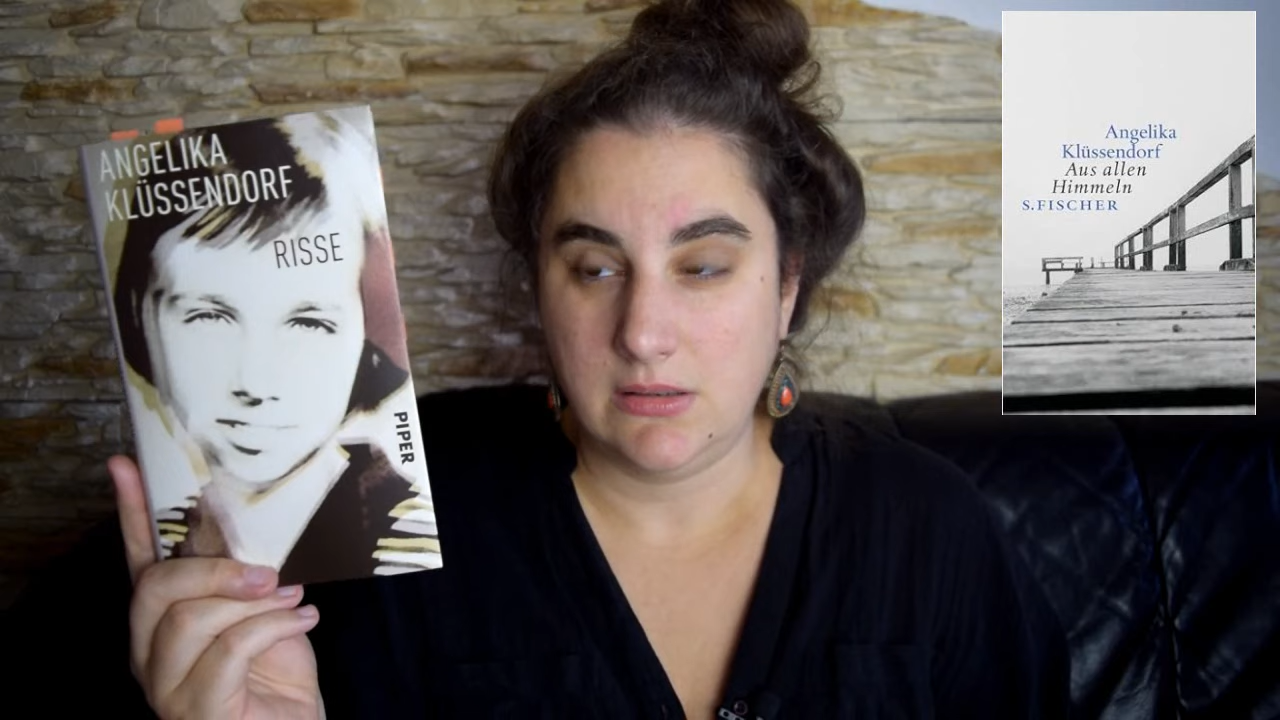 ANGELIKA
KLÜSSENDORF
RISSE
PIPER
Angelika
Klüssendorf
Aus allen
Himmeln
S.FISCHER